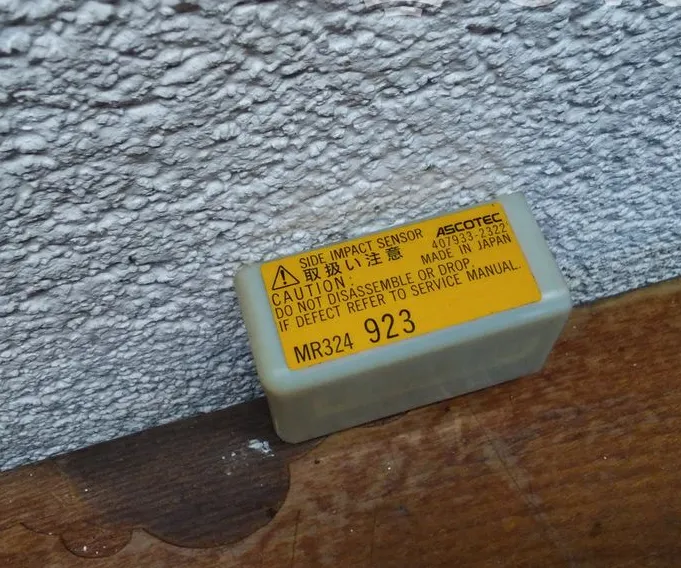 SIDE IMPACT SENSOR ASCOTEC
取扱い注意 407933-2322
CAUTION: MADE IN JAPAN
DO NOT DISASSEMBLE OR DROP.
IF DEFECT REFER TO SERVICE MANUAL.
MR324 923